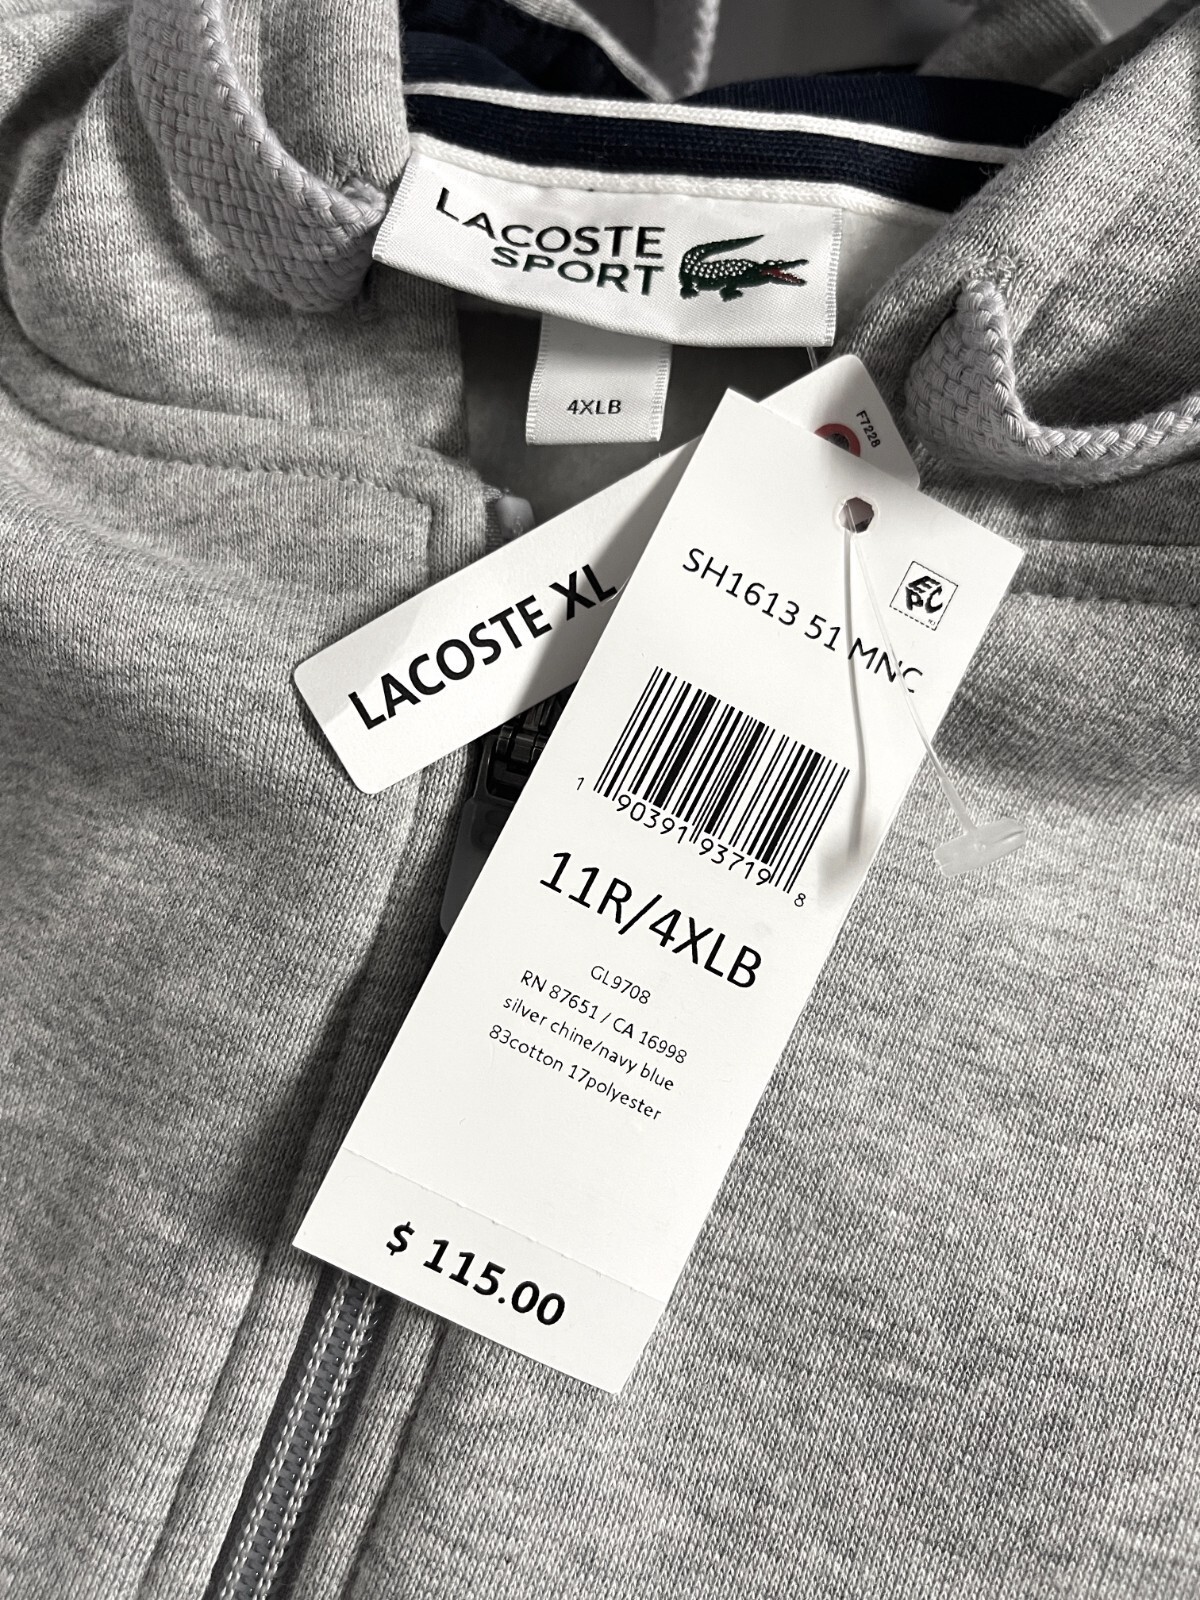 LACOSTE
SPORT
4XLB
F7228
LACOSTE XL
SH1613 51 MNC
EPC
1 90391 93719 8
11R/4XLB
GL9708
RN 87651 / CA 16998
silver chine/navy blue
83cotton 17polyester
$ 115.00